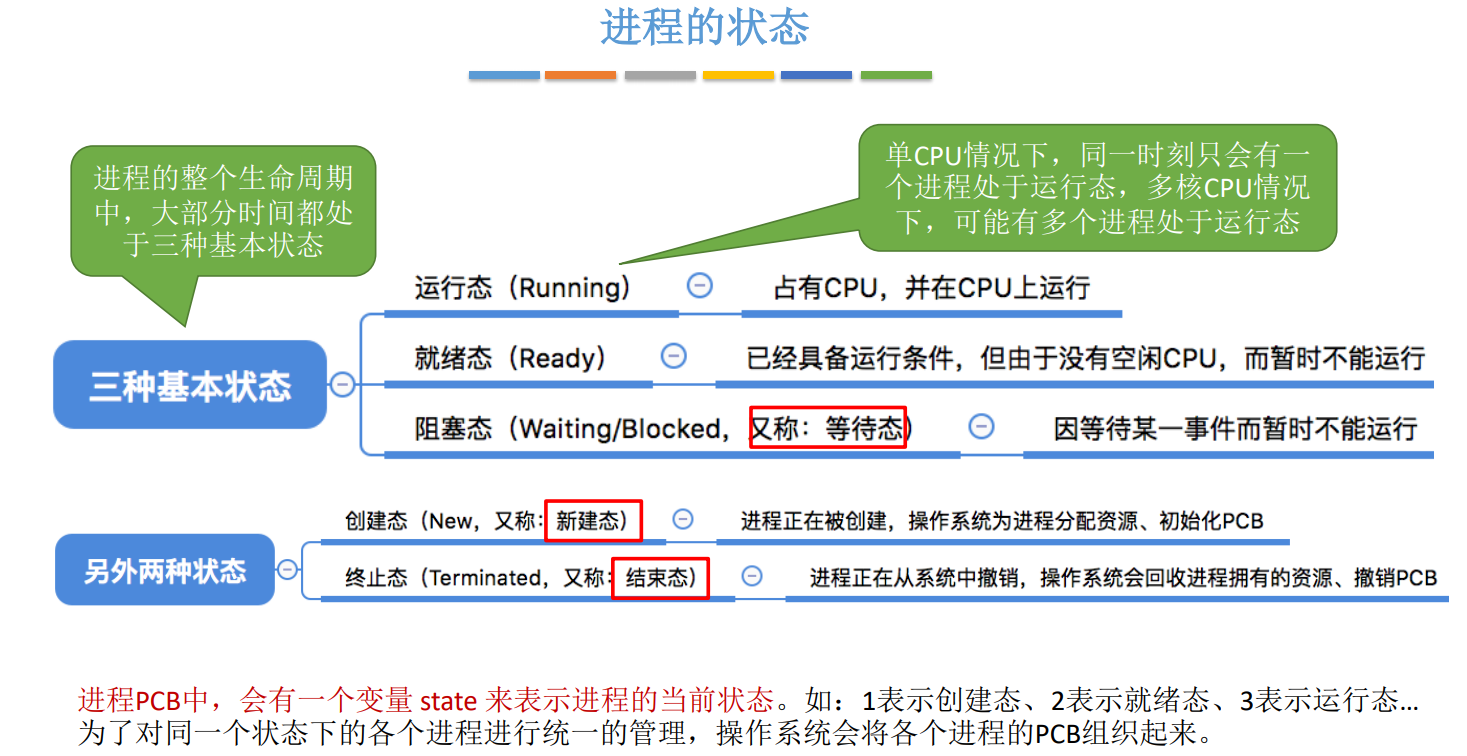 进程的状态
进程的整个生命周期
中，大部分时间都处
于三种基本状态
单CPU情况下，同一时刻只会有一
个进程处于运行态，多核CPU情况
下，可能有多个进程处于运行态
三种基本状态
运行态（Running） 占有CPU，并在CPU上运行
就绪态（Ready） 已经具备运行条件，但由于没有空闲CPU，而暂时不能运行
阻塞态（Waiting/Blocked，又称：等待态） 因等待某一事件而暂时不能运行
另外两种状态
创建态（New，又称：新建态） 进程正在被创建，操作系统为进程分配资源、初始化PCB
终止态（Terminated，又称：结束态） 进程正在从系统中撤销，操作系统会回收进程拥有的资源、撤销PCB
进程PCB中，会有一个变量 state 来表示进程的当前状态。如：1表示创建态、2表示就绪态、3表示运行态…
为了对同一个状态下的各个进程进行统一的管理，操作系统会将各个进程的PCB组织起来。